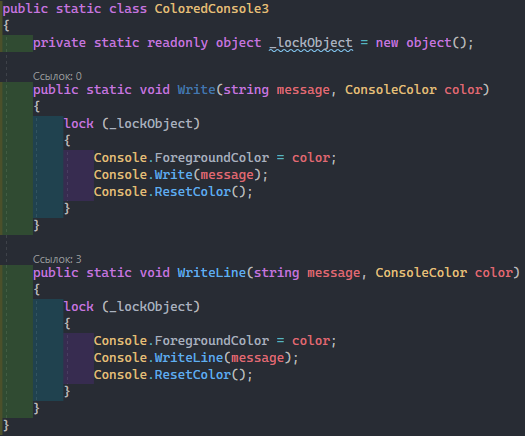 public static class ColoredConsole3
{
private static readonly object _lockObject = new object();
Ссылок: 0
public static void Write(string message, ConsoleColor color)
{
lock (_lockObject)
{
Console.ForegroundColor = color;
Console.Write(message);
Console.ResetColor();
}
}
Ссылок: 3
public static void WriteLine(string message, ConsoleColor color)
{
lock (_lockObject)
{
Console.ForegroundColor = color;
Console.WriteLine(message);
Console.ResetColor();
}
}
}